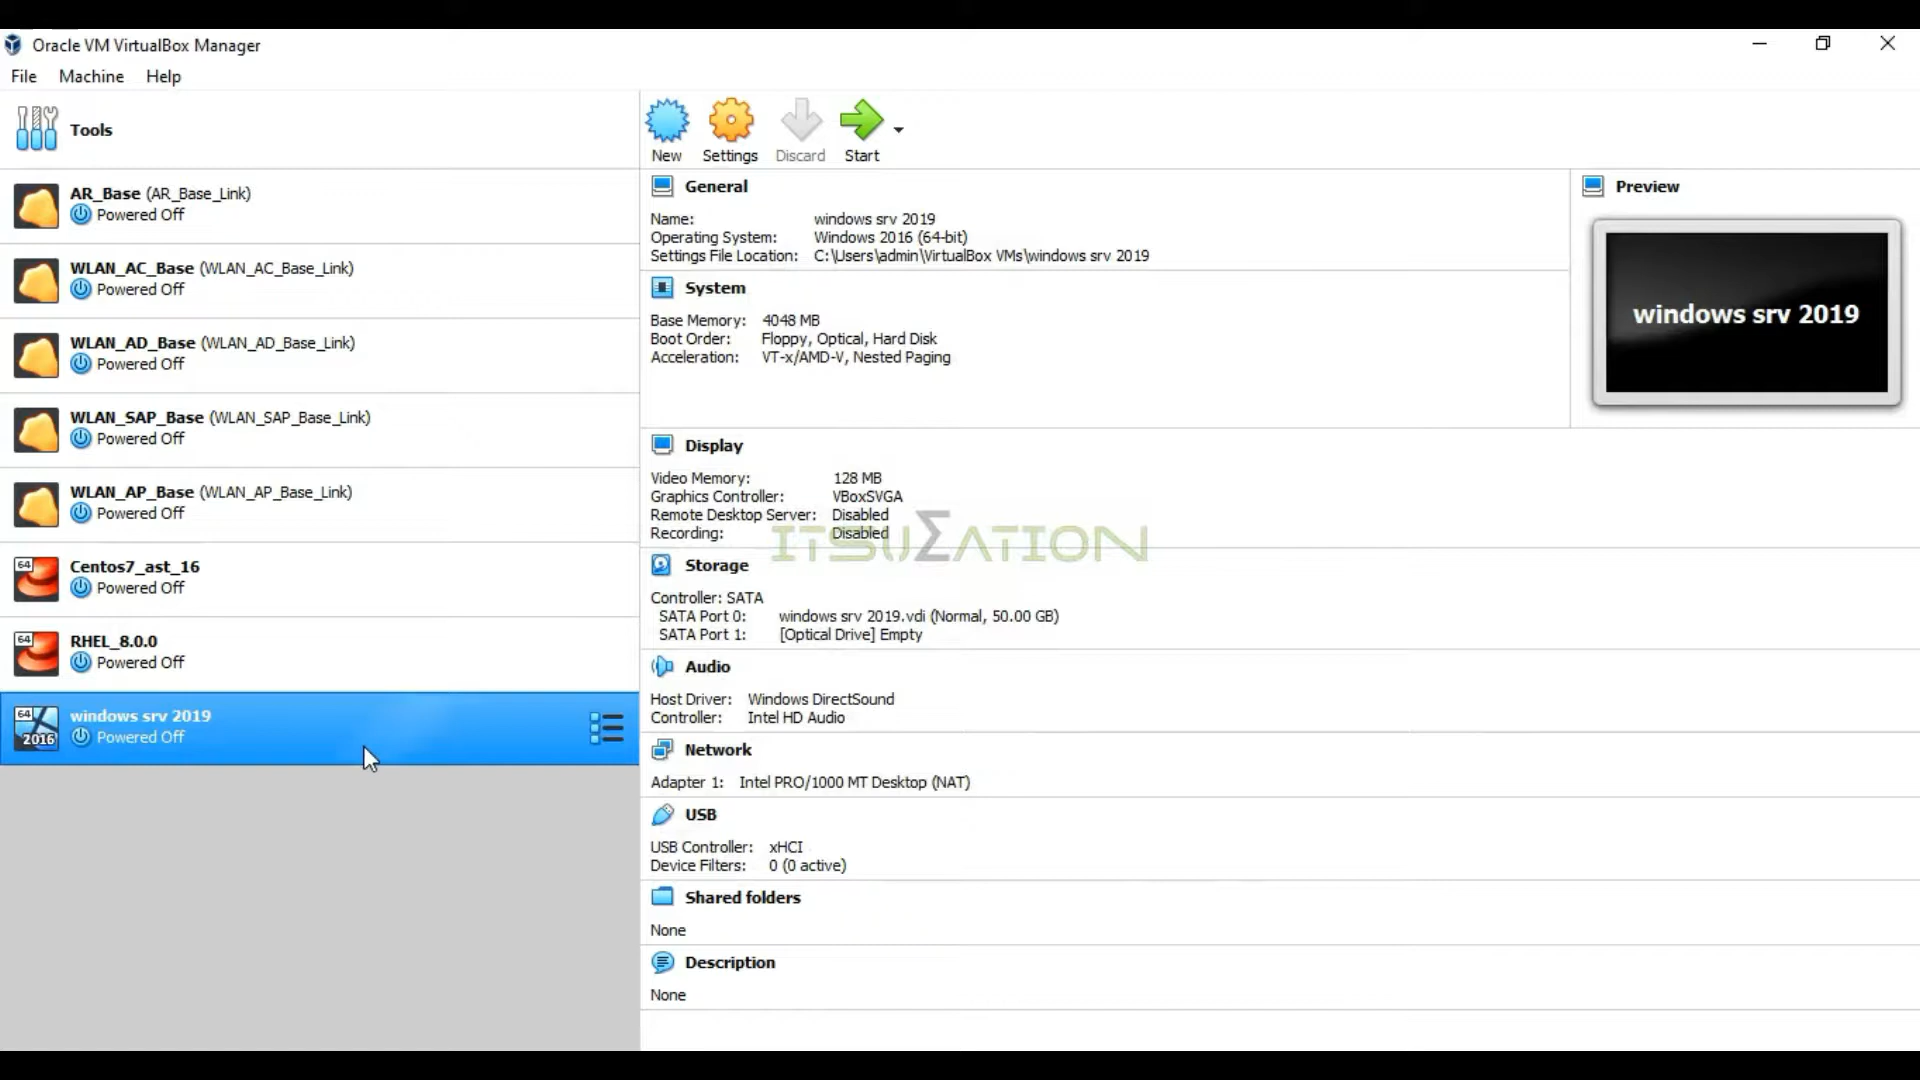 Oracle VM VirtualBox Manager
File Machine Help
Tools
New Settings Discard Start
AR_Base (AR_Base_Link)
Powered Off
WLAN_AC_Base (WLAN_AC_Base_Link)
Powered Off
WLAN_AD_Base (WLAN_AD_Base_Link)
Powered Off
WLAN_SAP_Base (WLAN_SAP_Base_Link)
Powered Off
WLAN_AP_Base (WLAN_AP_Base_Link)
Powered Off
64
Centos7_ast_16
Powered Off
64
RHEL_8.0.0
Powered Off
64
2016
windows srv 2019
Powered Off
General
Name: windows srv 2019
Operating System: Windows 2016 (64-bit)
Settings File Location: C:\Users\admin\VirtualBox VMs\windows srv 2019
System
Base Memory: 4048 MB
Boot Order: Floppy, Optical, Hard Disk
Acceleration: VT-x/AMD-V, Nested Paging
Preview
windows srv 2019
Display
Video Memory: 128 MB
Graphics Controller: VBoxSVGA
Remote Desktop Server: Disabled
Recording: Disabled
ITSUΣATION
Storage
Controller: SATA
SATA Port 0: windows srv 2019.vdi (Normal, 50.00 GB)
SATA Port 1: [Optical Drive] Empty
Audio
Host Driver: Windows DirectSound
Controller: Intel HD Audio
Network
Adapter 1: Intel PRO/1000 MT Desktop (NAT)
USB
USB Controller: xHCI
Device Filters: 0 (0 active)
Shared folders
None
Description
None